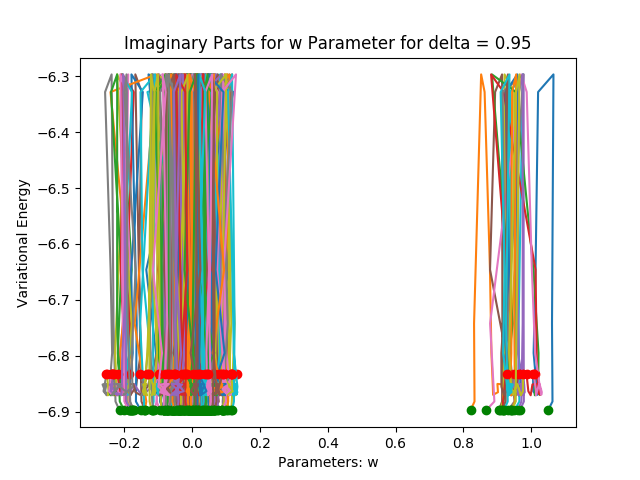 Imaginary Parts for w Parameter for delta = 0.95
Variational Energy
−6.3
−6.4
−6.5
−6.6
−6.7
−6.8
−6.9
−0.2 0.0 0.2 0.4 0.6 0.8 1.0
Parameters: w